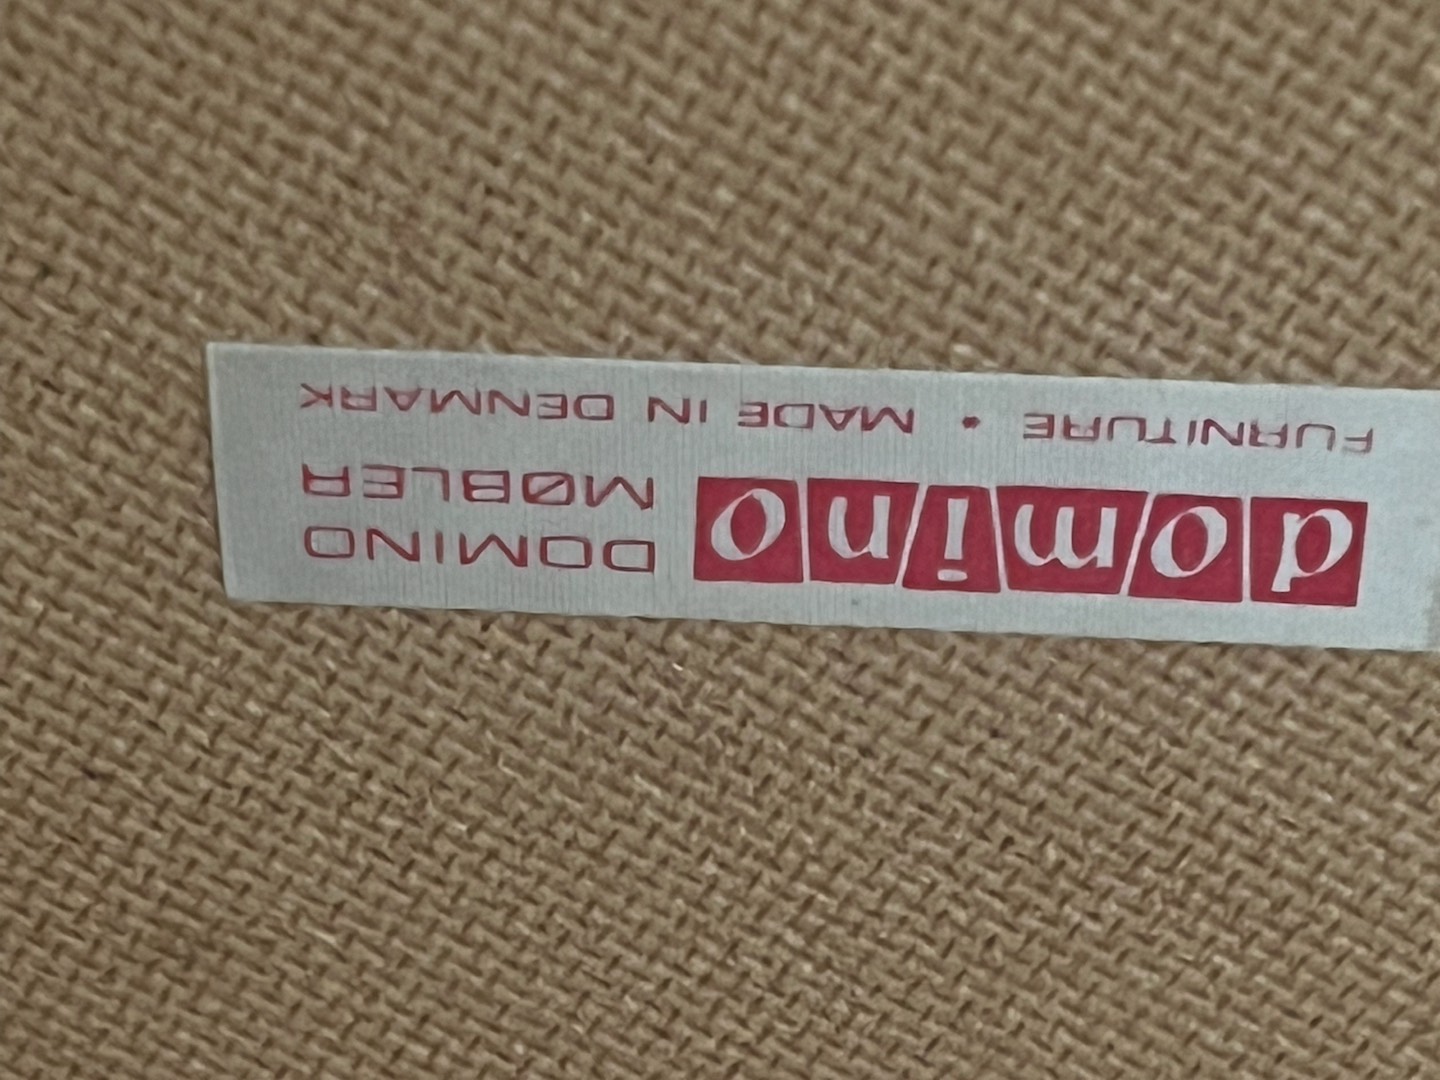 domino
DOMINO
MØBLER
FURNITURE • MADE IN DENMARK